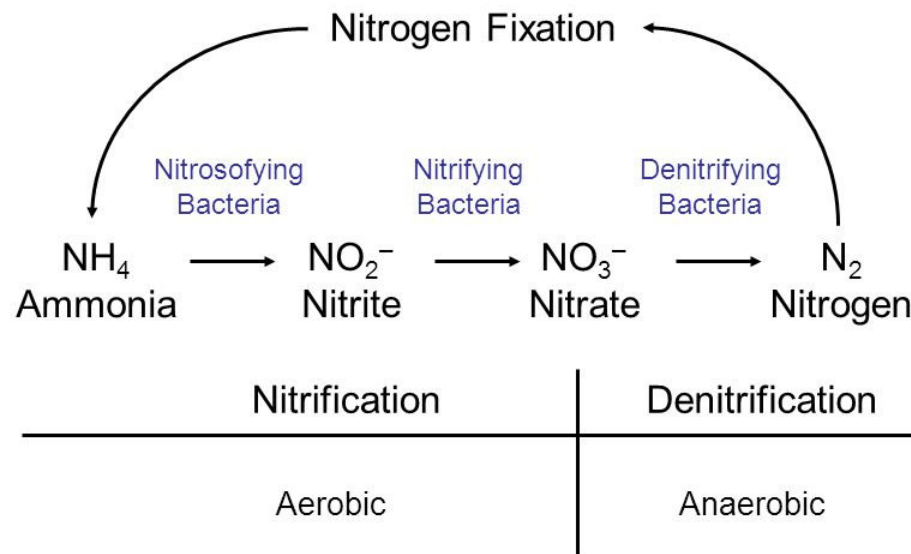 Nitrogen Fixation
Nitrosofying Bacteria
Nitrifying Bacteria
Denitrifying Bacteria
NH₄ Ammonia
NO₂⁻ Nitrite
NO₃⁻ Nitrate
N₂ Nitrogen
Nitrification
Denitrification
Aerobic
Anaerobic